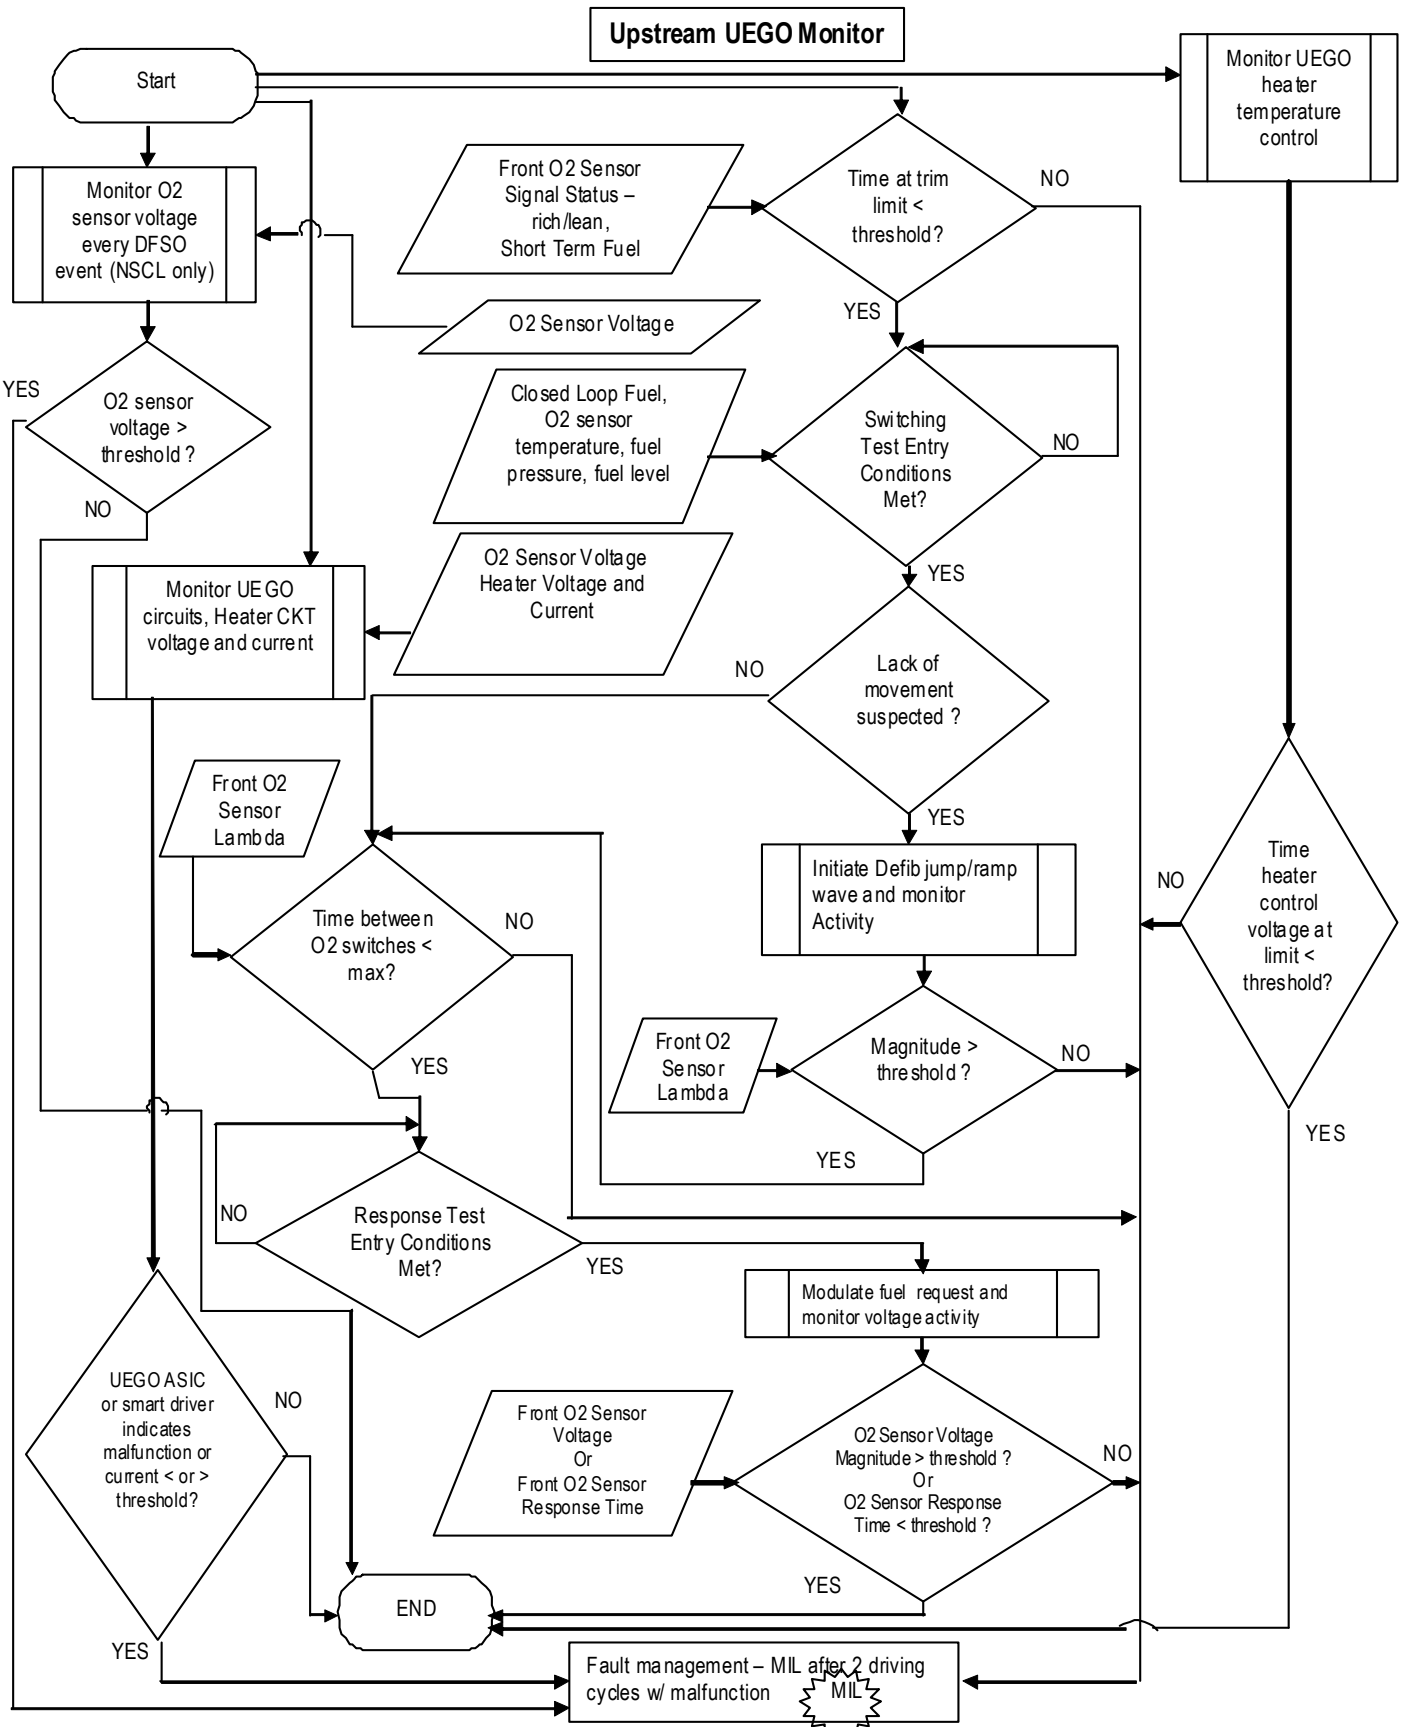 Upstream UEGO Monitor
Start
Monitor UEGO
heater
temperature
control
Front O2 Sensor
Signal Status –
rich/lean,
Short Term Fuel
Time at trim
limit <
threshold?
NO
YES
Monitor O2
sensor voltage
every DFSO
event (NSCL only)
O2 Sensor Voltage
YES
O2 sensor
voltage >
threshold ?
NO
Closed Loop Fuel,
O2 sensor
temperature, fuel
pressure, fuel level
Switching
Test Entry
Conditions
Met?
NO
YES
Monitor UEGO
circuits, Heater CKT
voltage and current
O2 Sensor Voltage
Heater Voltage and
Current
NO
Lack of
movement
suspected ?
YES
Front O2
Sensor
Lambda
Time between
O2 switches <
max?
NO
YES
Initiate Defib jump/ramp
wave and monitor
Activity
NO
Time
heater
control
voltage at
limit <
threshold?
YES
Front O2
Sensor
Lambda
Magnitude >
threshold ?
NO
YES
NO
Response Test
Entry Conditions
Met?
YES
Modulate fuel request and
monitor voltage activity
UEGO ASIC
or smart driver
indicates
malfunction or
current < or >
threshold?
NO
YES
Front O2 Sensor
Voltage
Or
Front O2 Sensor
Response Time
O2 Sensor Voltage
Magnitude > threshold ?
Or
O2 Sensor Response
Time < threshold ?
NO
YES
END
Fault management – MIL after 2 driving
cycles w/ malfunction
MIL